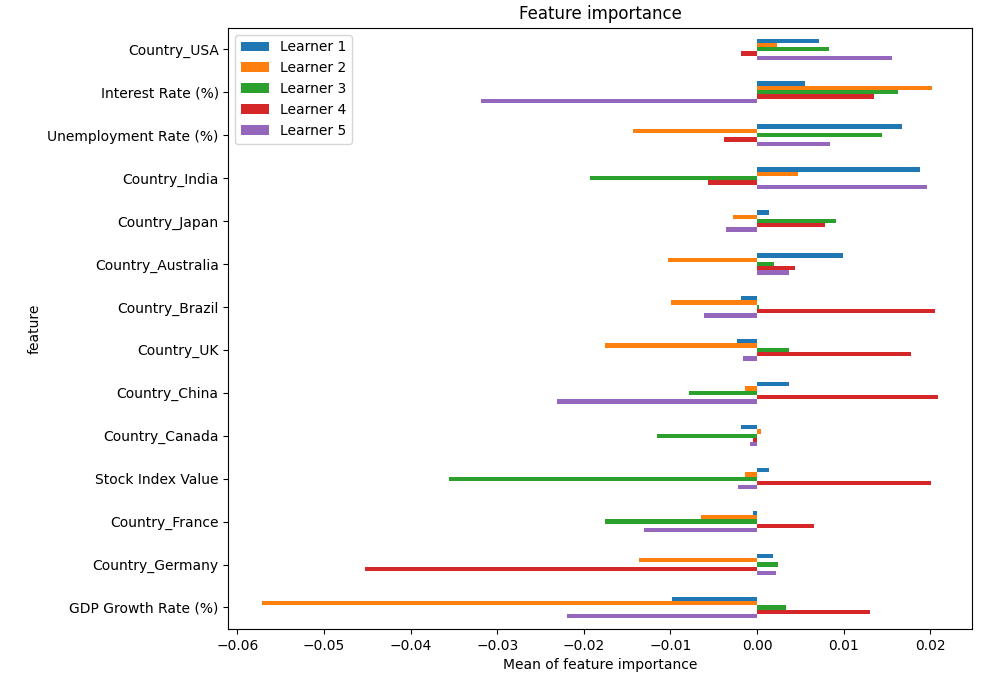 Feature importance
Learner 1
Learner 2
Learner 3
Learner 4
Learner 5
Country_USA
Interest Rate (%)
Unemployment Rate (%)
Country_India
Country_Japan
Country_Australia
Country_Brazil
Country_UK
Country_China
Country_Canada
Stock Index Value
Country_France
Country_Germany
GDP Growth Rate (%)
feature
−0.06 −0.05 −0.04 −0.03 −0.02 −0.01 0.00 0.01 0.02
Mean of feature importance